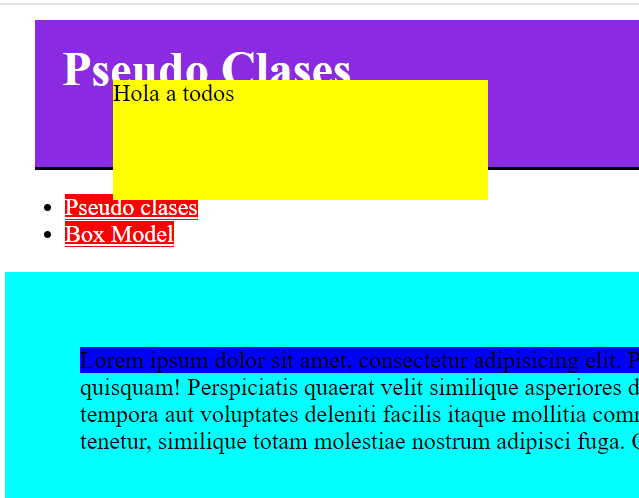 Pseudo Clases
Hola a todos
Pseudo clases
Box Model
Lorem ipsum dolor sit amet, consectetur adipisicing elit.
quisquam! Perspiciatis quaerat velit similique asperiores
tempora aut voluptates deleniti facilis itaque mollitia
tenetur, similique totam molestiae nostrum adipisci fuga.